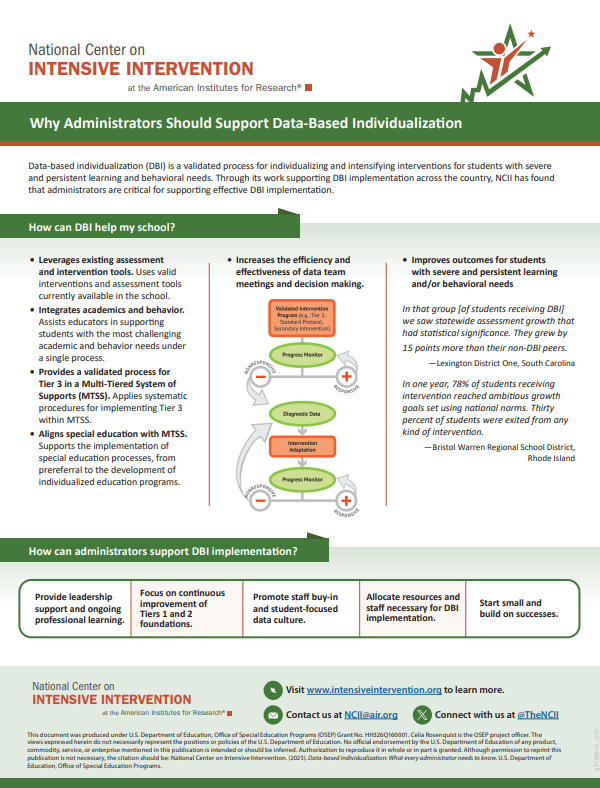 National Center on
INTENSIVE INTERVENTION
at the American Institutes for Research®
Why Administrators Should Support Data-Based Individualization
Data-based individualization (DBI) is a validated process for individualizing and intensifying interventions for students with severe
and persistent learning and behavioral needs. Through its work supporting DBI implementation across the country, NCII has found
that administrators are critical for supporting effective DBI implementation.
How can DBI help my school?
• Leverages existing assessment
and intervention tools. Uses valid
interventions and assessment tools
currently available in the school.
• Integrates academics and behavior.
Assists educators in supporting
students with the most challenging
academic and behavior needs under
a single process.
• Provides a validated process for
Tier 3 in a Multi-Tiered System of
Supports (MTSS). Applies systematic
procedures for implementing Tier 3
within MTSS.
• Aligns special education with MTSS.
Supports the implementation of
special education processes, from
prereferral to the development of
individualized education programs.
• Increases the efficiency and
effectiveness of data team
meetings and decision making.
Validated Intervention
Program (e.g., Tier 2,
Standard Protocol,
Secondary Intervention)
Progress Monitor
NONRESPONSIVE
RESPONSIVE
Diagnostic Data
Intervention
Adaptation
Progress Monitor
NONRESPONSIVE
RESPONSIVE
• Improves outcomes for students
with severe and persistent learning
and/or behavioral needs
In that group [of students receiving DBI]
we saw statewide assessment growth that
had statistical significance. They grew by
15 points more than their non-DBI peers.
—Lexington District One, South Carolina
In one year, 78% of students receiving
intervention reached ambitious growth
goals set using national norms. Thirty
percent of students were exited from any
kind of intervention.
—Bristol Warren Regional School District,
Rhode Island
How can administrators support DBI implementation?
Provide leadership
support and ongoing
professional learning.
Focus on continuous
improvement of
Tiers 1 and 2
foundations.
Promote staff buy-in
and student-focused
data culture.
Allocate resources and
staff necessary for DBI
implementation.
Start small and
build on successes.
National Center on
INTENSIVE INTERVENTION
at the American Institutes for Research®
Visit www.intensiveintervention.org to learn more.
Contact us at NCII@air.org
Connect with us at @TheNCII
This document was produced under U.S. Department of Education, Office of Special Education Programs (OSEP) Grant No. HH326Q160001. Celia Rosenquist is the OSEP project officer. The
views expressed herein do not necessarily represent the positions or policies of the U.S. Department of Education. No official endorsement by the U.S. Department of Education of any product,
commodity, service, or enterprise mentioned in this publication is intended or should be inferred. Authorization to reproduce it in whole or in part is granted. Although permission to reprint this
publication is not necessary, the citation should be: National Center on Intensive Intervention. (2025). Data-based individualization: What every administrator needs to know. U.S. Department of
Education, Office of Special Education Programs.